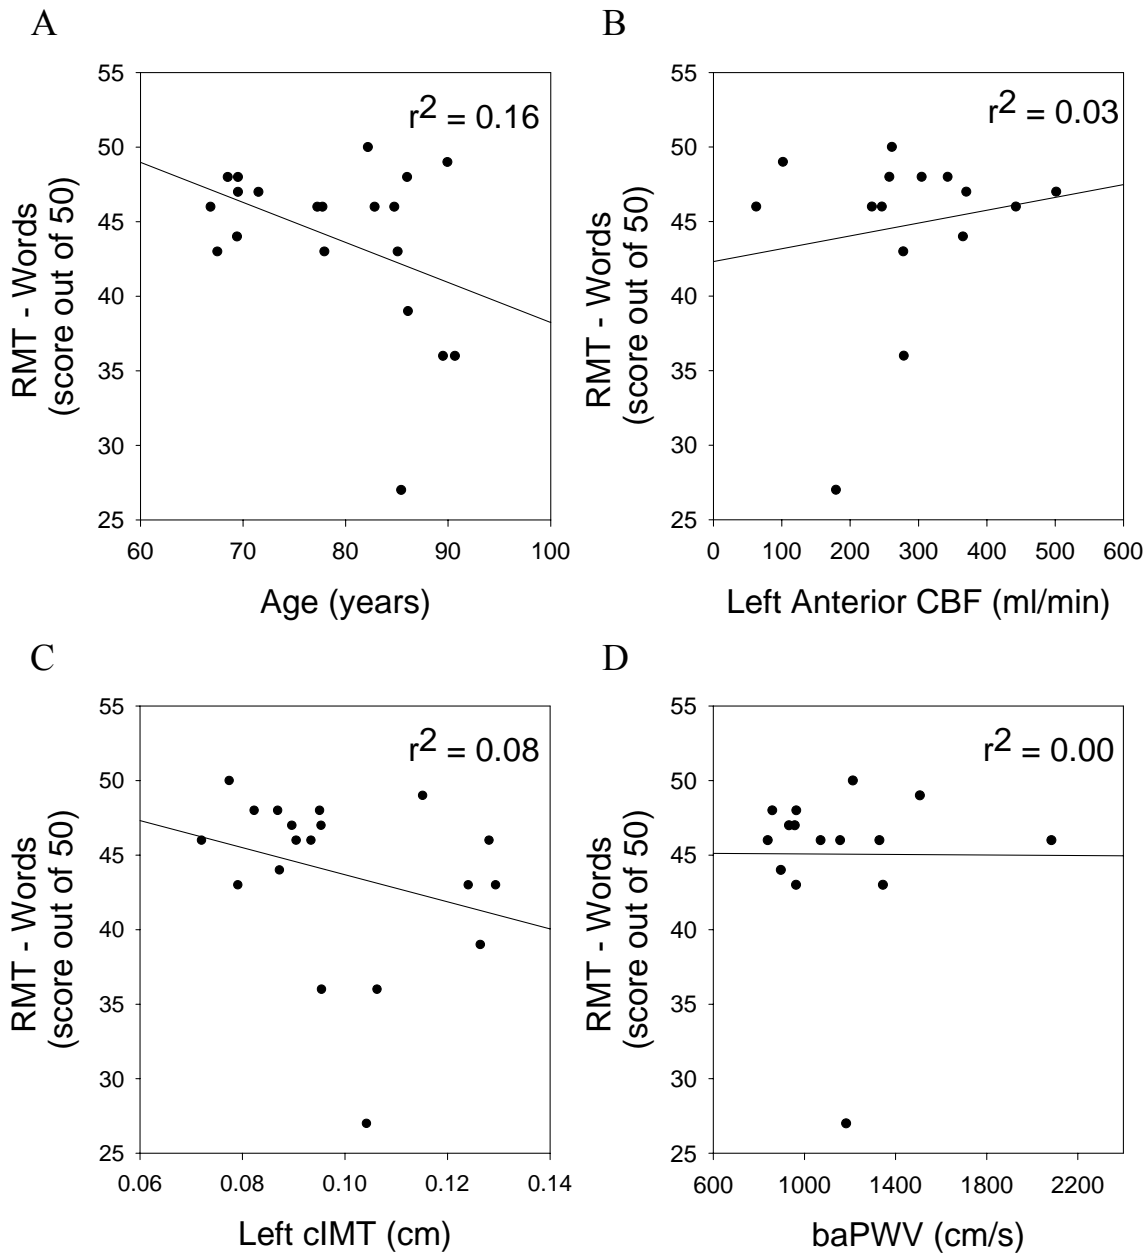 A
55
50
45
40
35
30
25
RMT - Words
(score out of 50)
r2 = 0.16
60 70 80 90 100
Age (years)
B
55
50
45
40
35
30
25
RMT - Words
(score out of 50)
r2 = 0.03
0 100 200 300 400 500 600
Left Anterior CBF (ml/min)
C
55
50
45
40
35
30
25
RMT - Words
(score out of 50)
r2 = 0.08
0.06 0.08 0.10 0.12 0.14
Left cIMT (cm)
D
55
50
45
40
35
30
25
RMT - Words
(score out of 50)
r2 = 0.00
600 1000 1400 1800 2200
baPWV (cm/s)